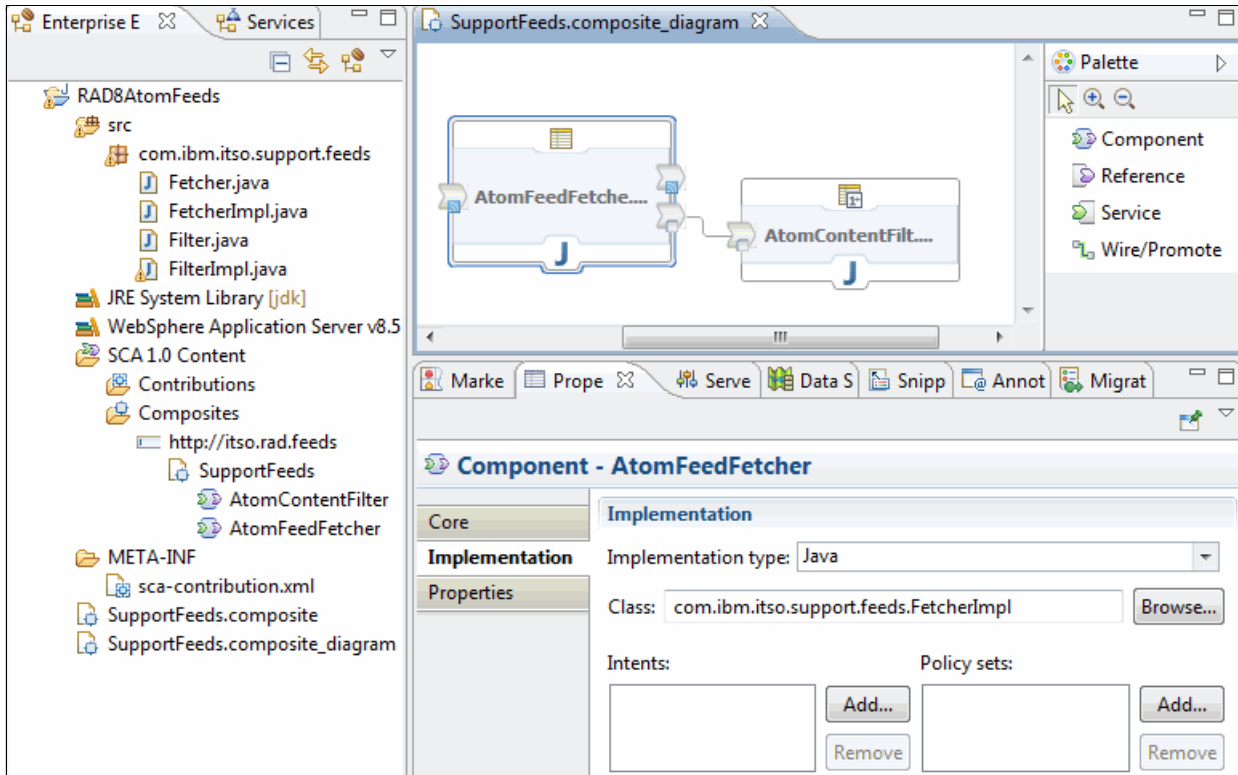 Enterprise E
Services
RAD8AtomFeeds
src
com.ibm.itso.support.feeds
Fetcher.java
FetcherImpl.java
Filter.java
FilterImpl.java
JRE System Library [jdk]
WebSphere Application Server v8.5
SCA 1.0 Content
Contributions
Composites
http://itso.rad.feeds
SupportFeeds
AtomContentFilter
AtomFeedFetcher
META-INF
sca-contribution.xml
SupportFeeds.composite
SupportFeeds.composite_diagram
SupportFeeds.composite_diagram
AtomFeedFetche....
AtomContentFilt....
Palette
Component
Reference
Service
Wire/Promote
Marke
Prope
Serve
Data S
Snipp
Annot
Migrat
Component - AtomFeedFetcher
Core
Implementation
Properties
Implementation
Implementation type: Java
Class: com.ibm.itso.support.feeds.FetcherImpl Browse...
Intents: Policy sets:
Add... Add...
Remove Remove